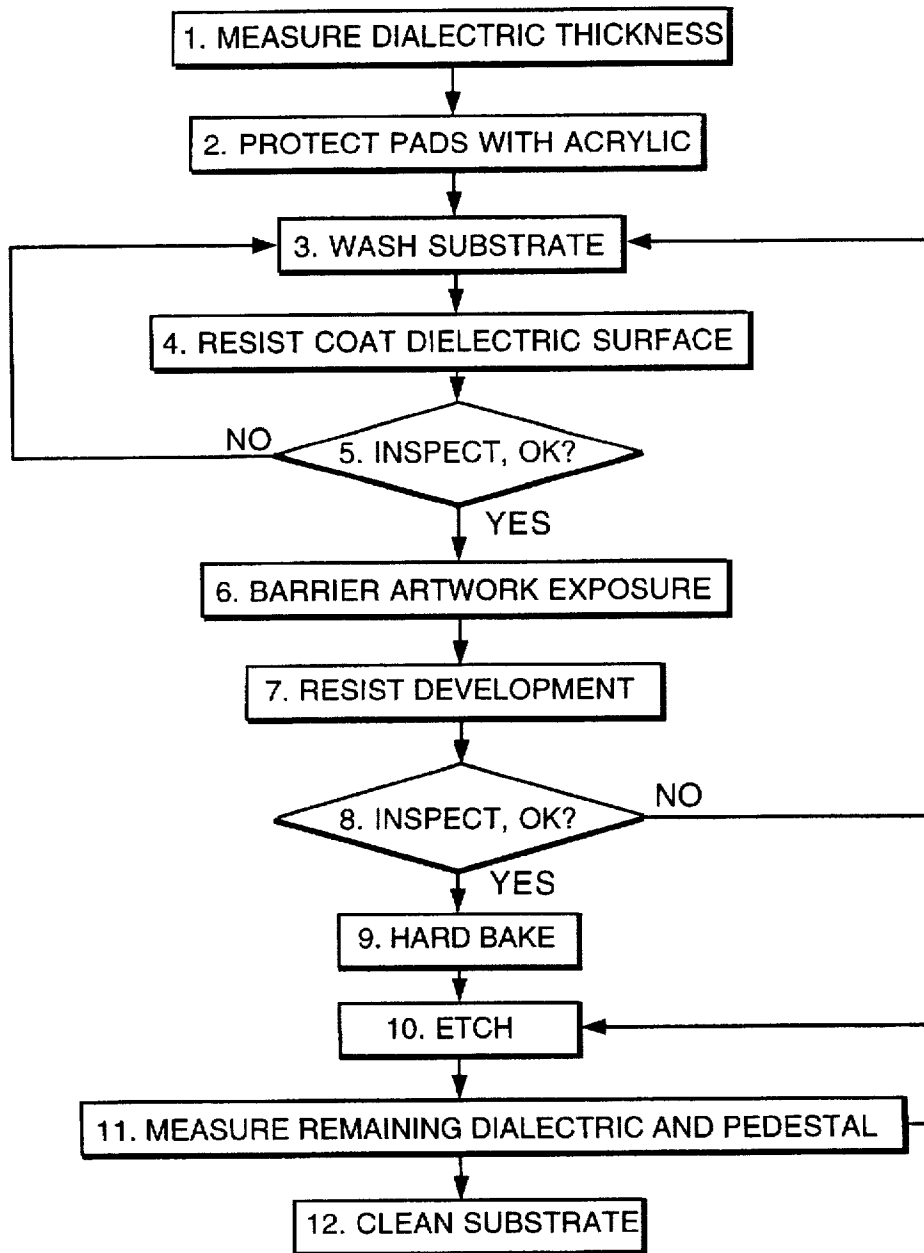 1. MEASURE DIALECTRIC THICKNESS
2. PROTECT PADS WITH ACRYLIC
3. WASH SUBSTRATE
4. RESIST COAT DIELECTRIC SURFACE
NO
5. INSPECT, OK?
YES
6. BARRIER ARTWORK EXPOSURE
7. RESIST DEVELOPMENT
8. INSPECT, OK?
NO
YES
9. HARD BAKE
10. ETCH
11. MEASURE REMAINING DIALECTRIC AND PEDESTAL
12. CLEAN SUBSTRATE